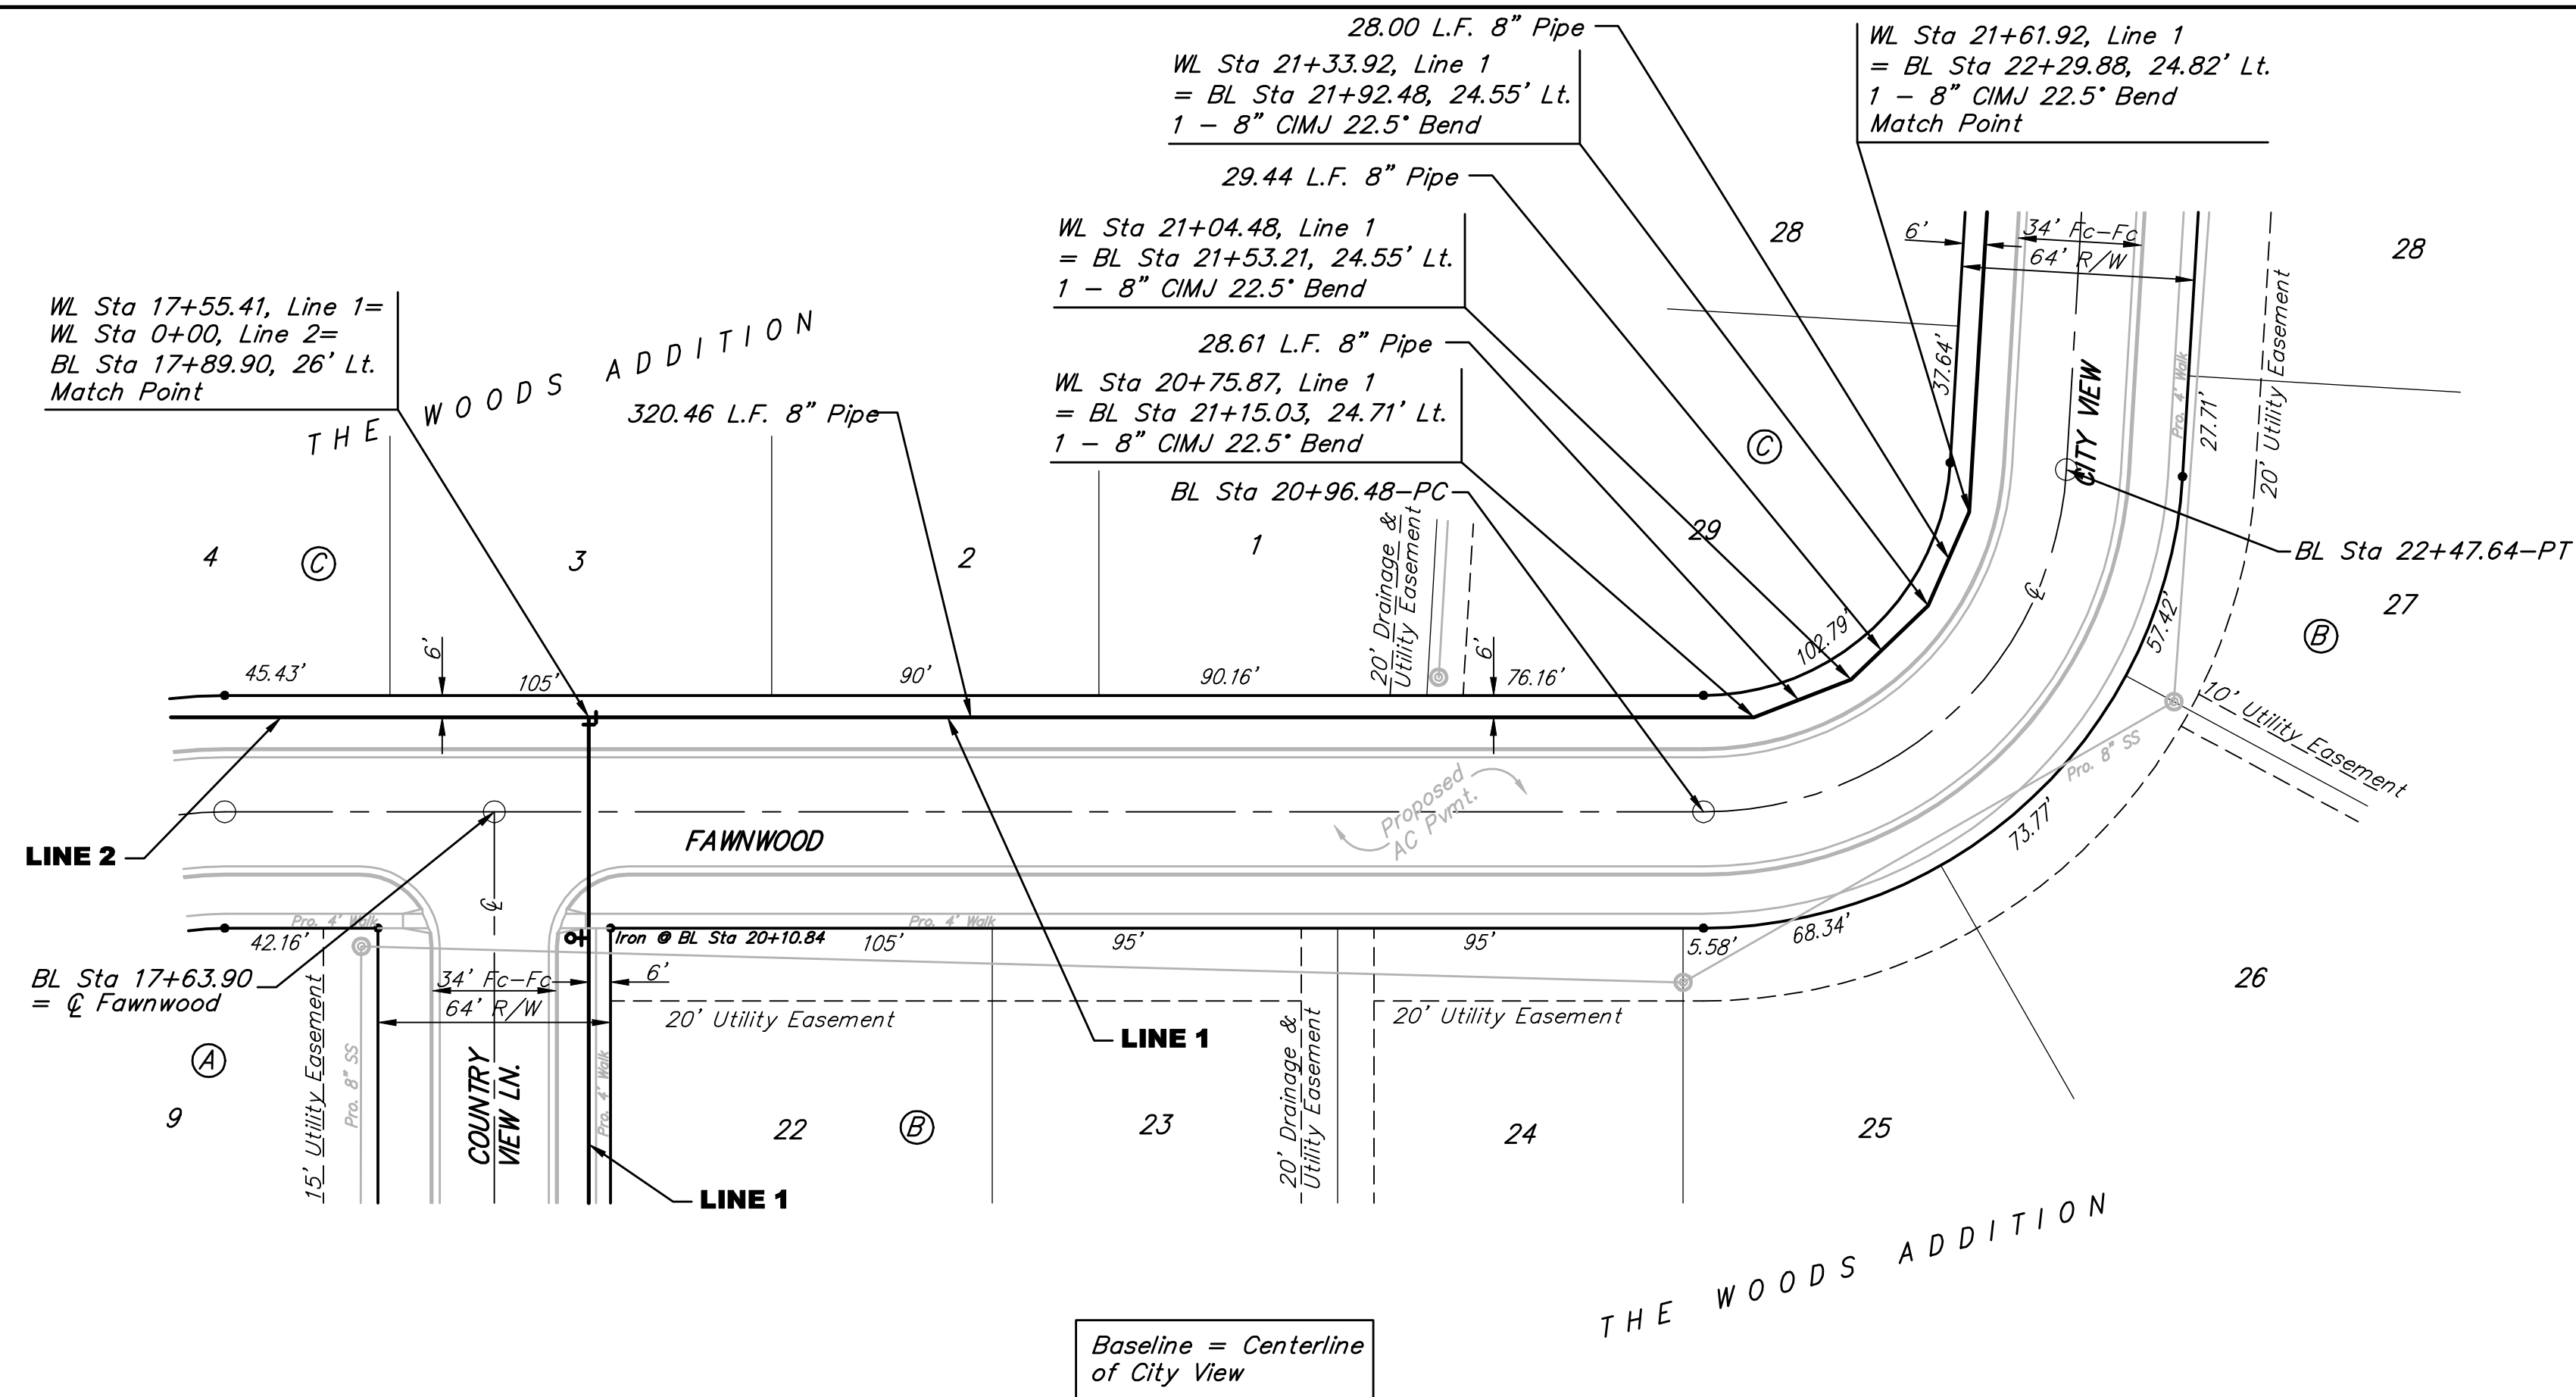 28.00 L.F. 8" Pipe
WL Sta 21+33.92, Line 1
= BL Sta 21+92.48, 24.55' Lt.
1 - 8" CIMJ 22.5° Bend
WL Sta 21+61.92, Line 1
= BL Sta 22+29.88, 24.82' Lt.
1 - 8" CIMJ 22.5° Bend
Match Point
29.44 L.F. 8" Pipe
WL Sta 21+04.48, Line 1
= BL Sta 21+53.21, 24.55' Lt.
1 - 8" CIMJ 22.5° Bend
28.61 L.F. 8" Pipe
WL Sta 20+75.87, Line 1
= BL Sta 21+15.03, 24.71' Lt.
1 - 8" CIMJ 22.5° Bend
BL Sta 20+96.48-PC
WL Sta 17+55.41, Line 1=
WL Sta 0+00, Line 2=
BL Sta 17+89.90, 26' Lt.
Match Point
THE WOODS ADDITION
320.46 L.F. 8" Pipe
28
6'
34' Fc-Fc
64' R/W
28
37.64'
CITY VIEW
Pro. 4' Walk
27.71'
20' Utility Easement
C
29
BL Sta 22+47.64-PT
4
C
3
2
1
20' Drainage &
Utility Easement
℄
27
B
57.42'
45.43'
6'
105'
90'
90.16'
6'
76.16'
102.79'
10' Utility Easement
Pro. 8" SS
Proposed
AC Pvmt.
73.77'
FAWNWOOD
LINE 2
℄
Pro. 4' Walk
Pro. 4' Walk
42.16'
Iron @ BL Sta 20+10.84
105'
95'
95'
5.58'
68.34'
BL Sta 17+63.90
= ℄ Fawnwood
34' Fc-Fc
6'
64' R/W
20' Utility Easement
20' Utility Easement
26
LINE 1
A
9
15' Utility Easement
Pro. 8" SS
COUNTRY
VIEW LN.
Pro. 4' Walk
22
B
23
20' Drainage &
Utility Easement
24
25
LINE 1
THE WOODS ADDITION
Baseline = Centerline
of City View